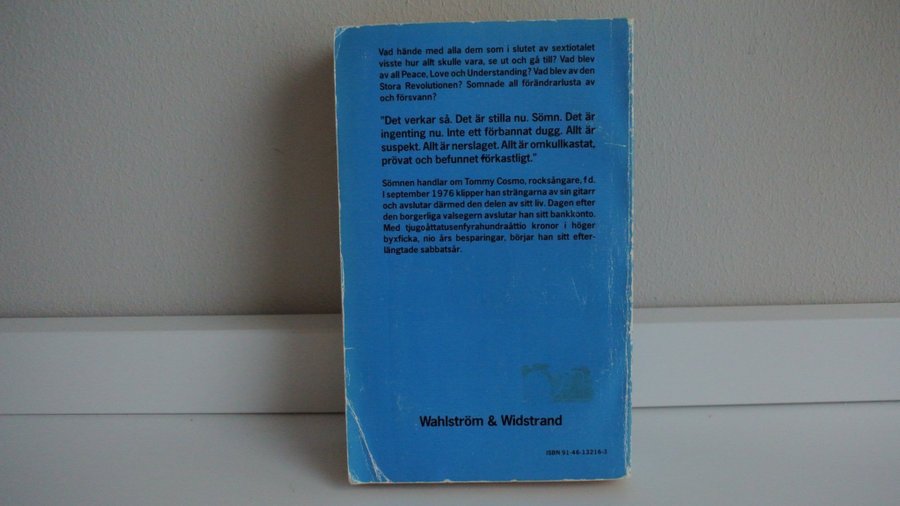 Vad hände med alla dem som i slutet av sextiotalet
visste hur allt skulle vara, se ut och gå till? Vad blev
av all Peace, Love och Understanding? Vad blev av den
Stora Revolutionen? Somnade all förändrarlusta av
och försvann?
"Det verkar så. Det är stilla nu. Sömn. Det är
ingenting nu. Inte ett förbannat dugg. Allt är
suspekt. Allt är nerslaget. Allt är omkullkastat,
prövat och befunnet förkastligt."
Sömnen handlar om Tommy Cosmo, rocksångare, f d.
I september 1976 klipper han strängarna av sin gitarr
och avslutar därmed den delen av sitt liv. Dagen efter
den borgerliga valsegern avslutar han sitt bankkonto.
Med tjugoåttatusenfyrahundraåttio kronor i höger
byxficka, nio års besparingar, börjar han sitt efter-
längtade sabbatsår.
Wahlström & Widstrand
ISBN 91-46-13216-3